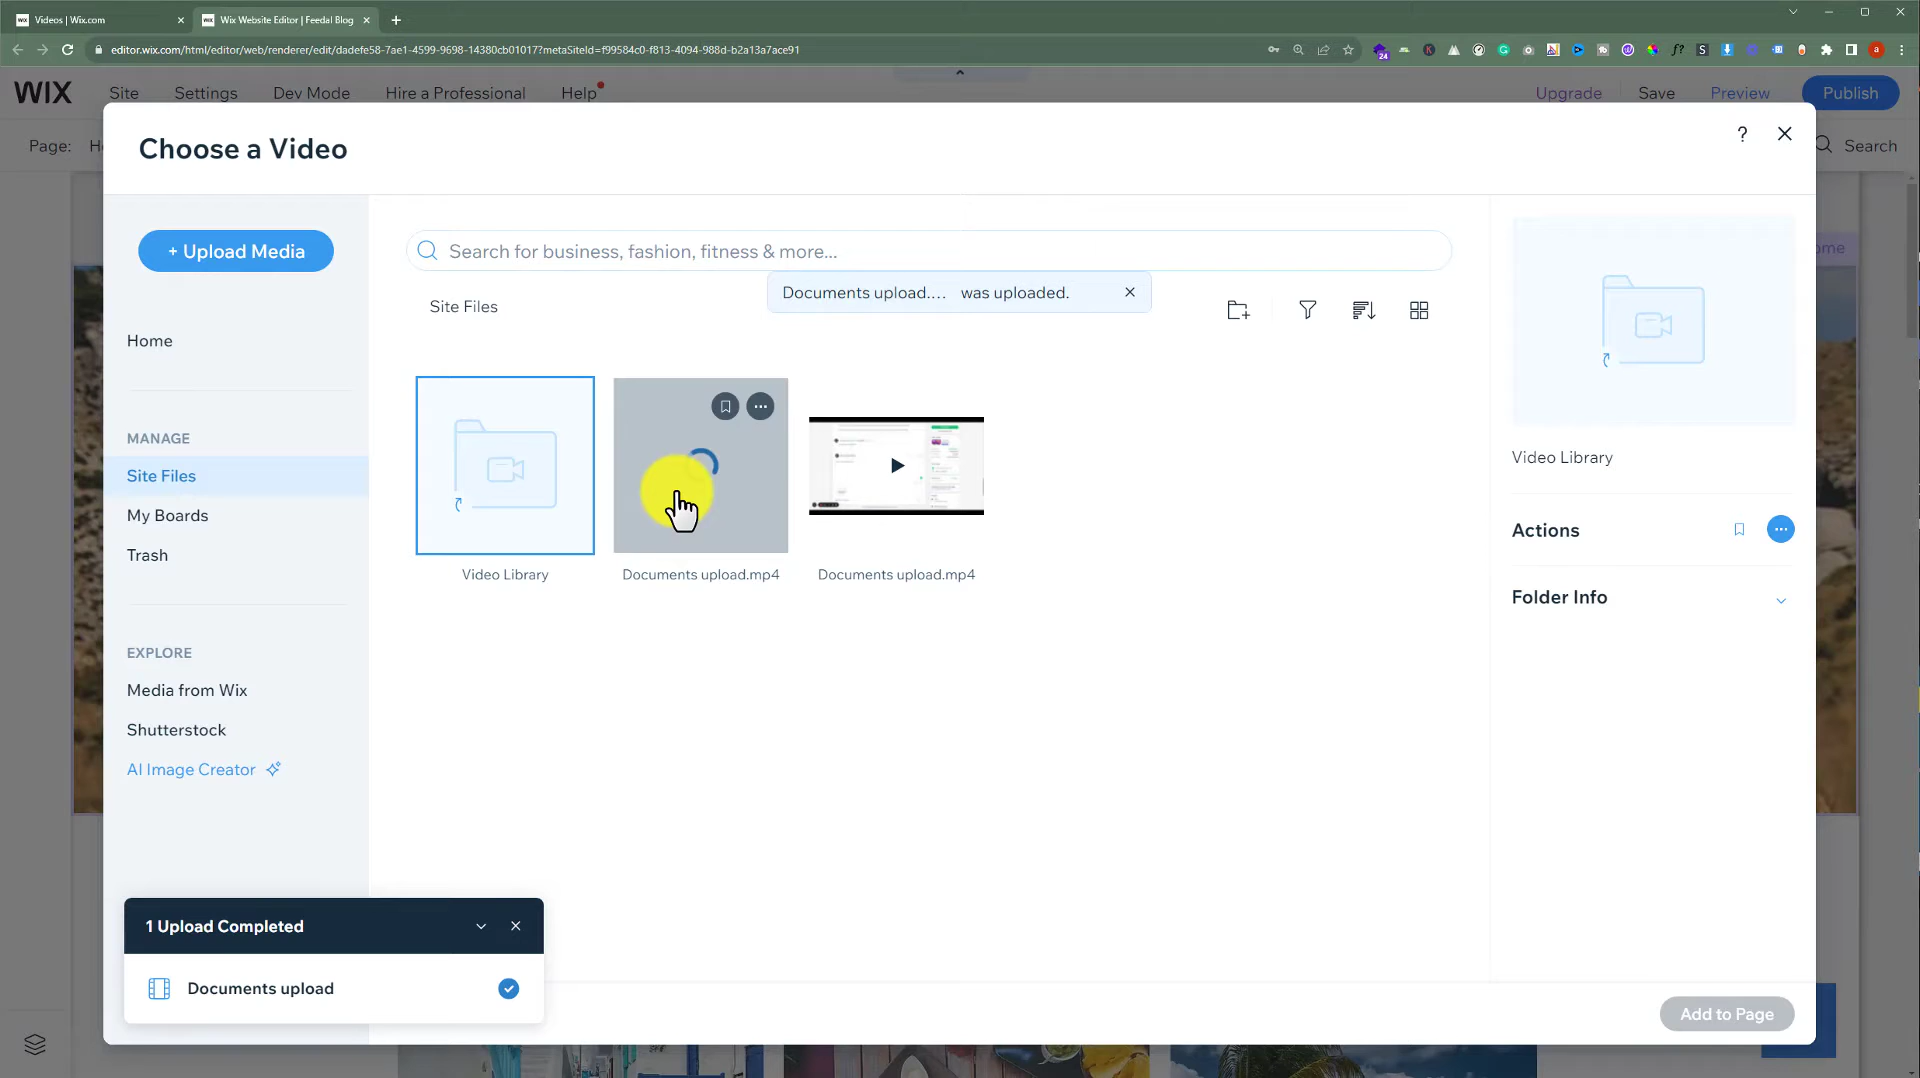 WIX Videos | Wix.com
WIX Wix Website Editor | Feedal Blog
editor.wix.com/html/editor/web/renderer/edit/dadefe58-7ae1-4599-9698-14380cb01017?metaSiteId=f99584c0-f813-4094-988d-b2a13a7ace91
24
WIX Site Settings Dev Mode Hire a Professional Help Upgrade Save Preview Publish
Page: Search
Choose a Video
?
+ Upload Media
Search for business, fashion, fitness & more...
Documents upload.... was uploaded.
Site Files
Home
MANAGE
Site Files
My Boards
Trash
EXPLORE
Media from Wix
Shutterstock
AI Image Creator
Video Library
Documents upload.mp4
Documents upload.mp4
Video Library
Actions
Folder Info
1 Upload Completed
Documents upload
Add to Page